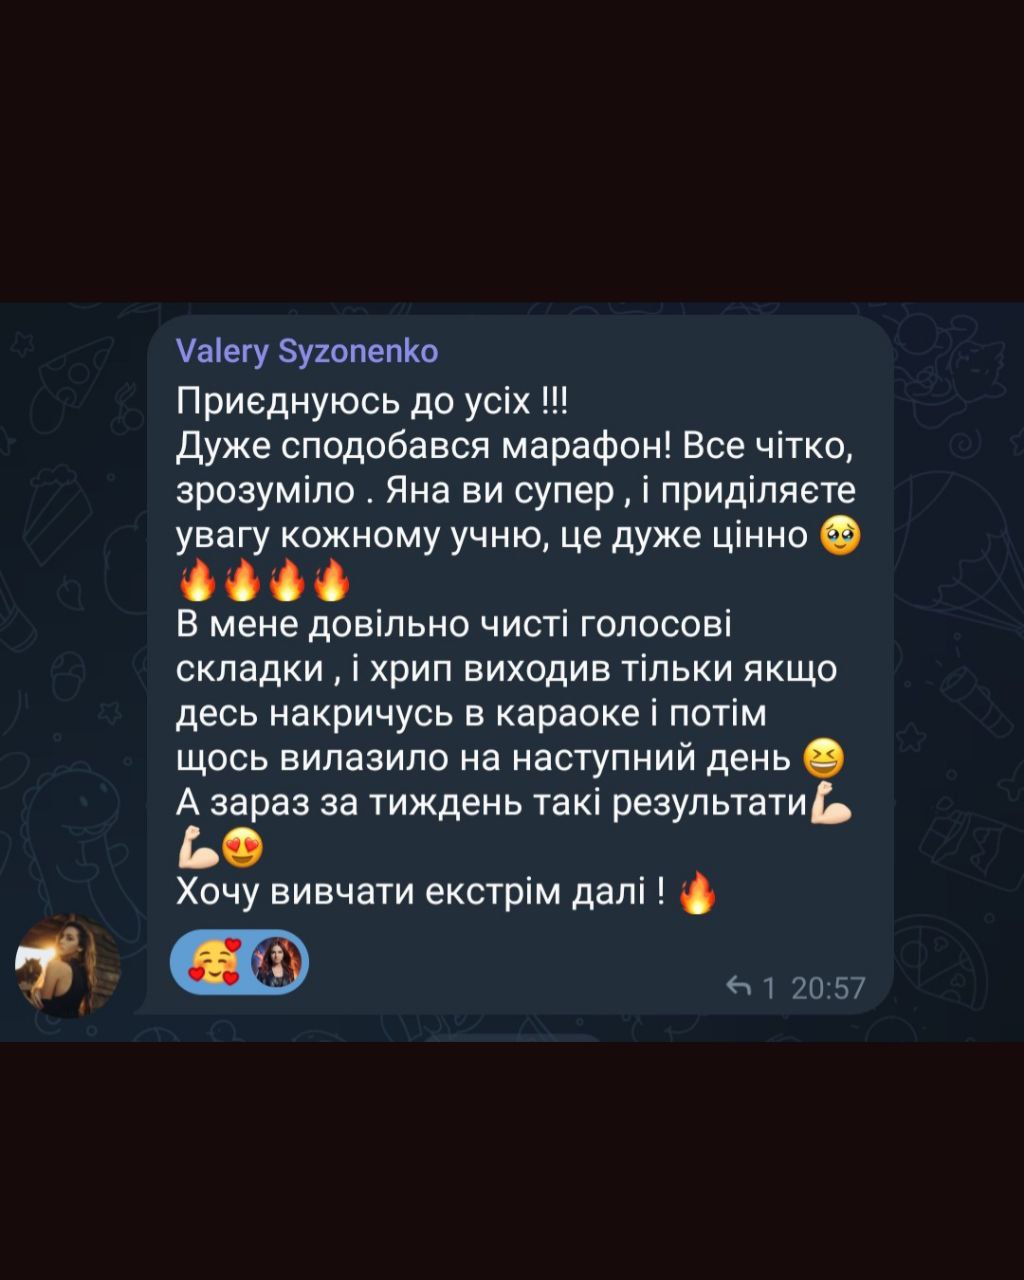 Valery Syzonenko
Приєднуюсь до усіх !!!
Дуже сподобався марафон! Все чітко,
зрозуміло . Яна ви супер , і приділяєте
увагу кожному учню, це дуже цінно 🥹
🔥🔥🔥🔥
В мене довільно чисті голосові
складки , і хрип виходив тільки якщо
десь накричусь в караоке і потім
щось вилазило на наступний день 😆
А зараз за тиждень такі результати💪🏻
💪🏻😍
Хочу вивчати екстрім далі ! 🔥
1 20:57